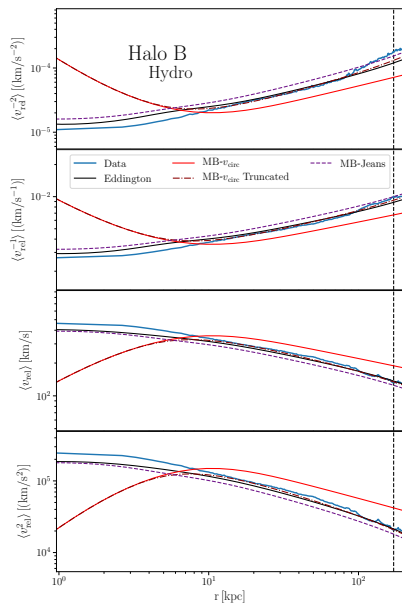 Halo B
Hydro
⟨v_rel^-2⟩ [(km/s^-2)]
10^-4
10^-5
Data
Eddington
MB-v_circ
MB-v_circ Truncated
MB-Jeans
⟨v_rel^-1⟩ [(km/s^-1)]
10^-2
⟨v_rel⟩ [km/s]
10^2
⟨v_rel^2⟩ [(km/s^2)]
10^5
10^4
10^0
10^1
10^2
r [kpc]